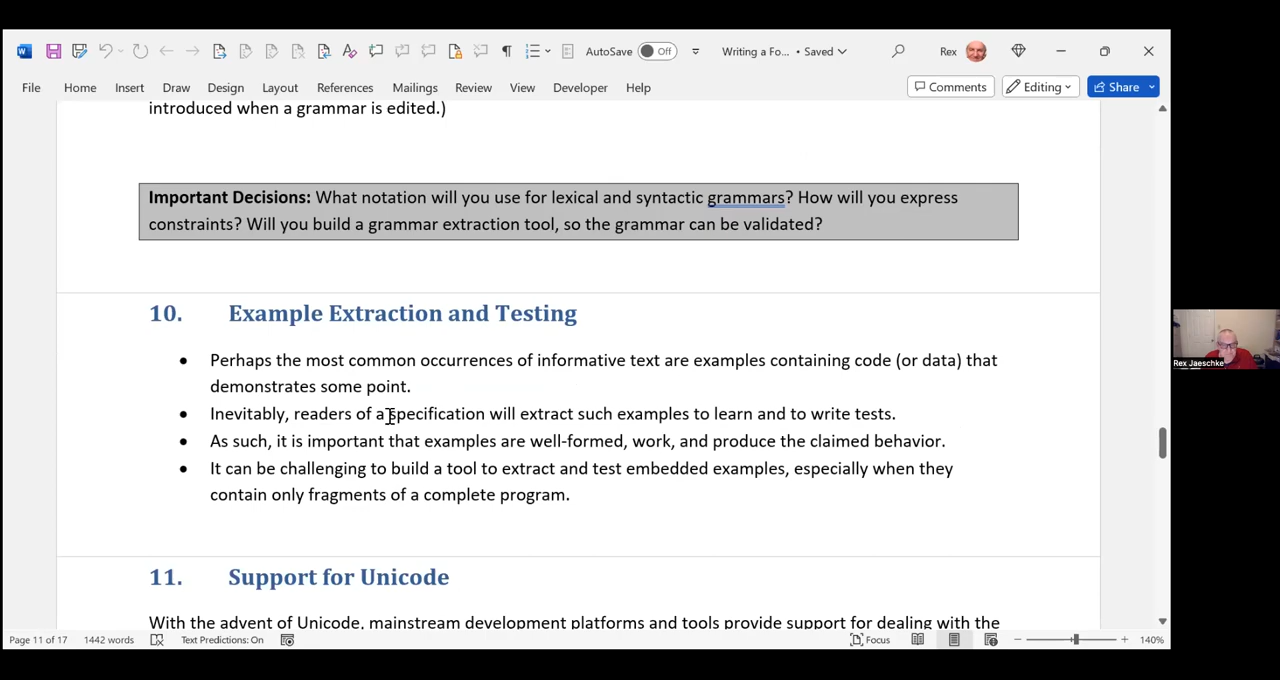 AutoSave Off Writing a Fo... • Saved Rex
File Home Insert Draw Design Layout References Mailings Review View Developer Help Comments Editing Share
introduced when a grammar is edited.)
Important Decisions: What notation will you use for lexical and syntactic grammars? How will you express
constraints? Will you build a grammar extraction tool, so the grammar can be validated?
10. Example Extraction and Testing
• Perhaps the most common occurrences of informative text are examples containing code (or data) that
demonstrates some point.
• Inevitably, readers of a specification will extract such examples to learn and to write tests.
• As such, it is important that examples are well-formed, work, and produce the claimed behavior.
• It can be challenging to build a tool to extract and test embedded examples, especially when they
contain only fragments of a complete program.
11. Support for Unicode
With the advent of Unicode, mainstream development platforms and tools provide support for dealing with the
Page 11 of 17 1442 words Text Predictions: On Focus 140%
Rex Jaeschke